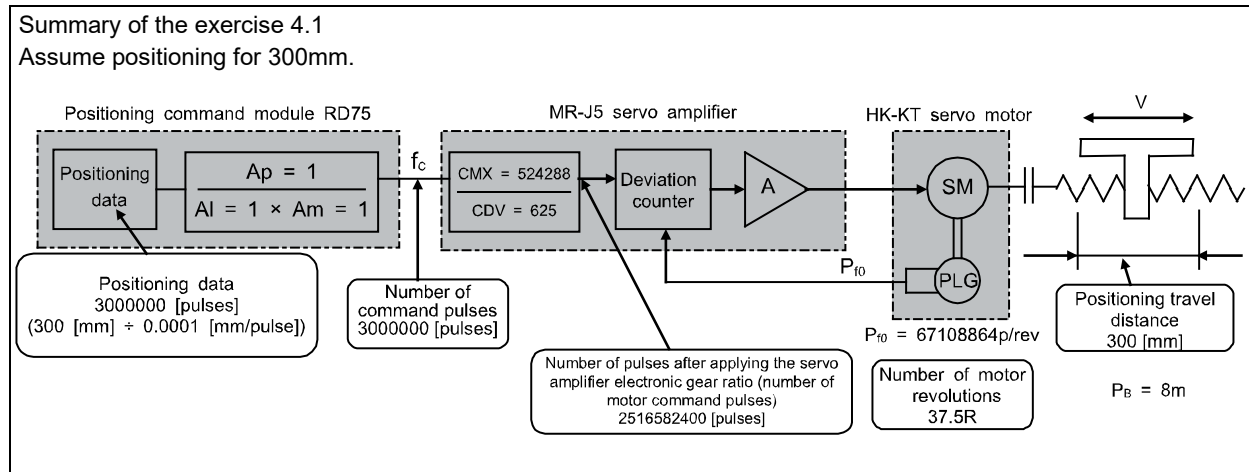 Summary of the exercise 4.1
Assume positioning for 300mm.
Positioning command module RD75
MR-J5 servo amplifier
HK-KT servo motor
V
Positioning
data
Ap = 1
Al = 1 × Am = 1
fc
CMX = 524288
CDV = 625
Deviation
counter
A
SM
Pf0
PLG
Positioning data
3000000 [pulses]
(300 [mm] ÷ 0.0001 [mm/pulse])
Number of
command pulses
3000000 [pulses]
Number of pulses after applying the servo
amplifier electronic gear ratio (number of
motor command pulses)
2516582400 [pulses]
Pf0 = 67108864p/rev
Number of motor
revolutions
37.5R
Positioning travel
distance
300 [mm]
PB = 8m